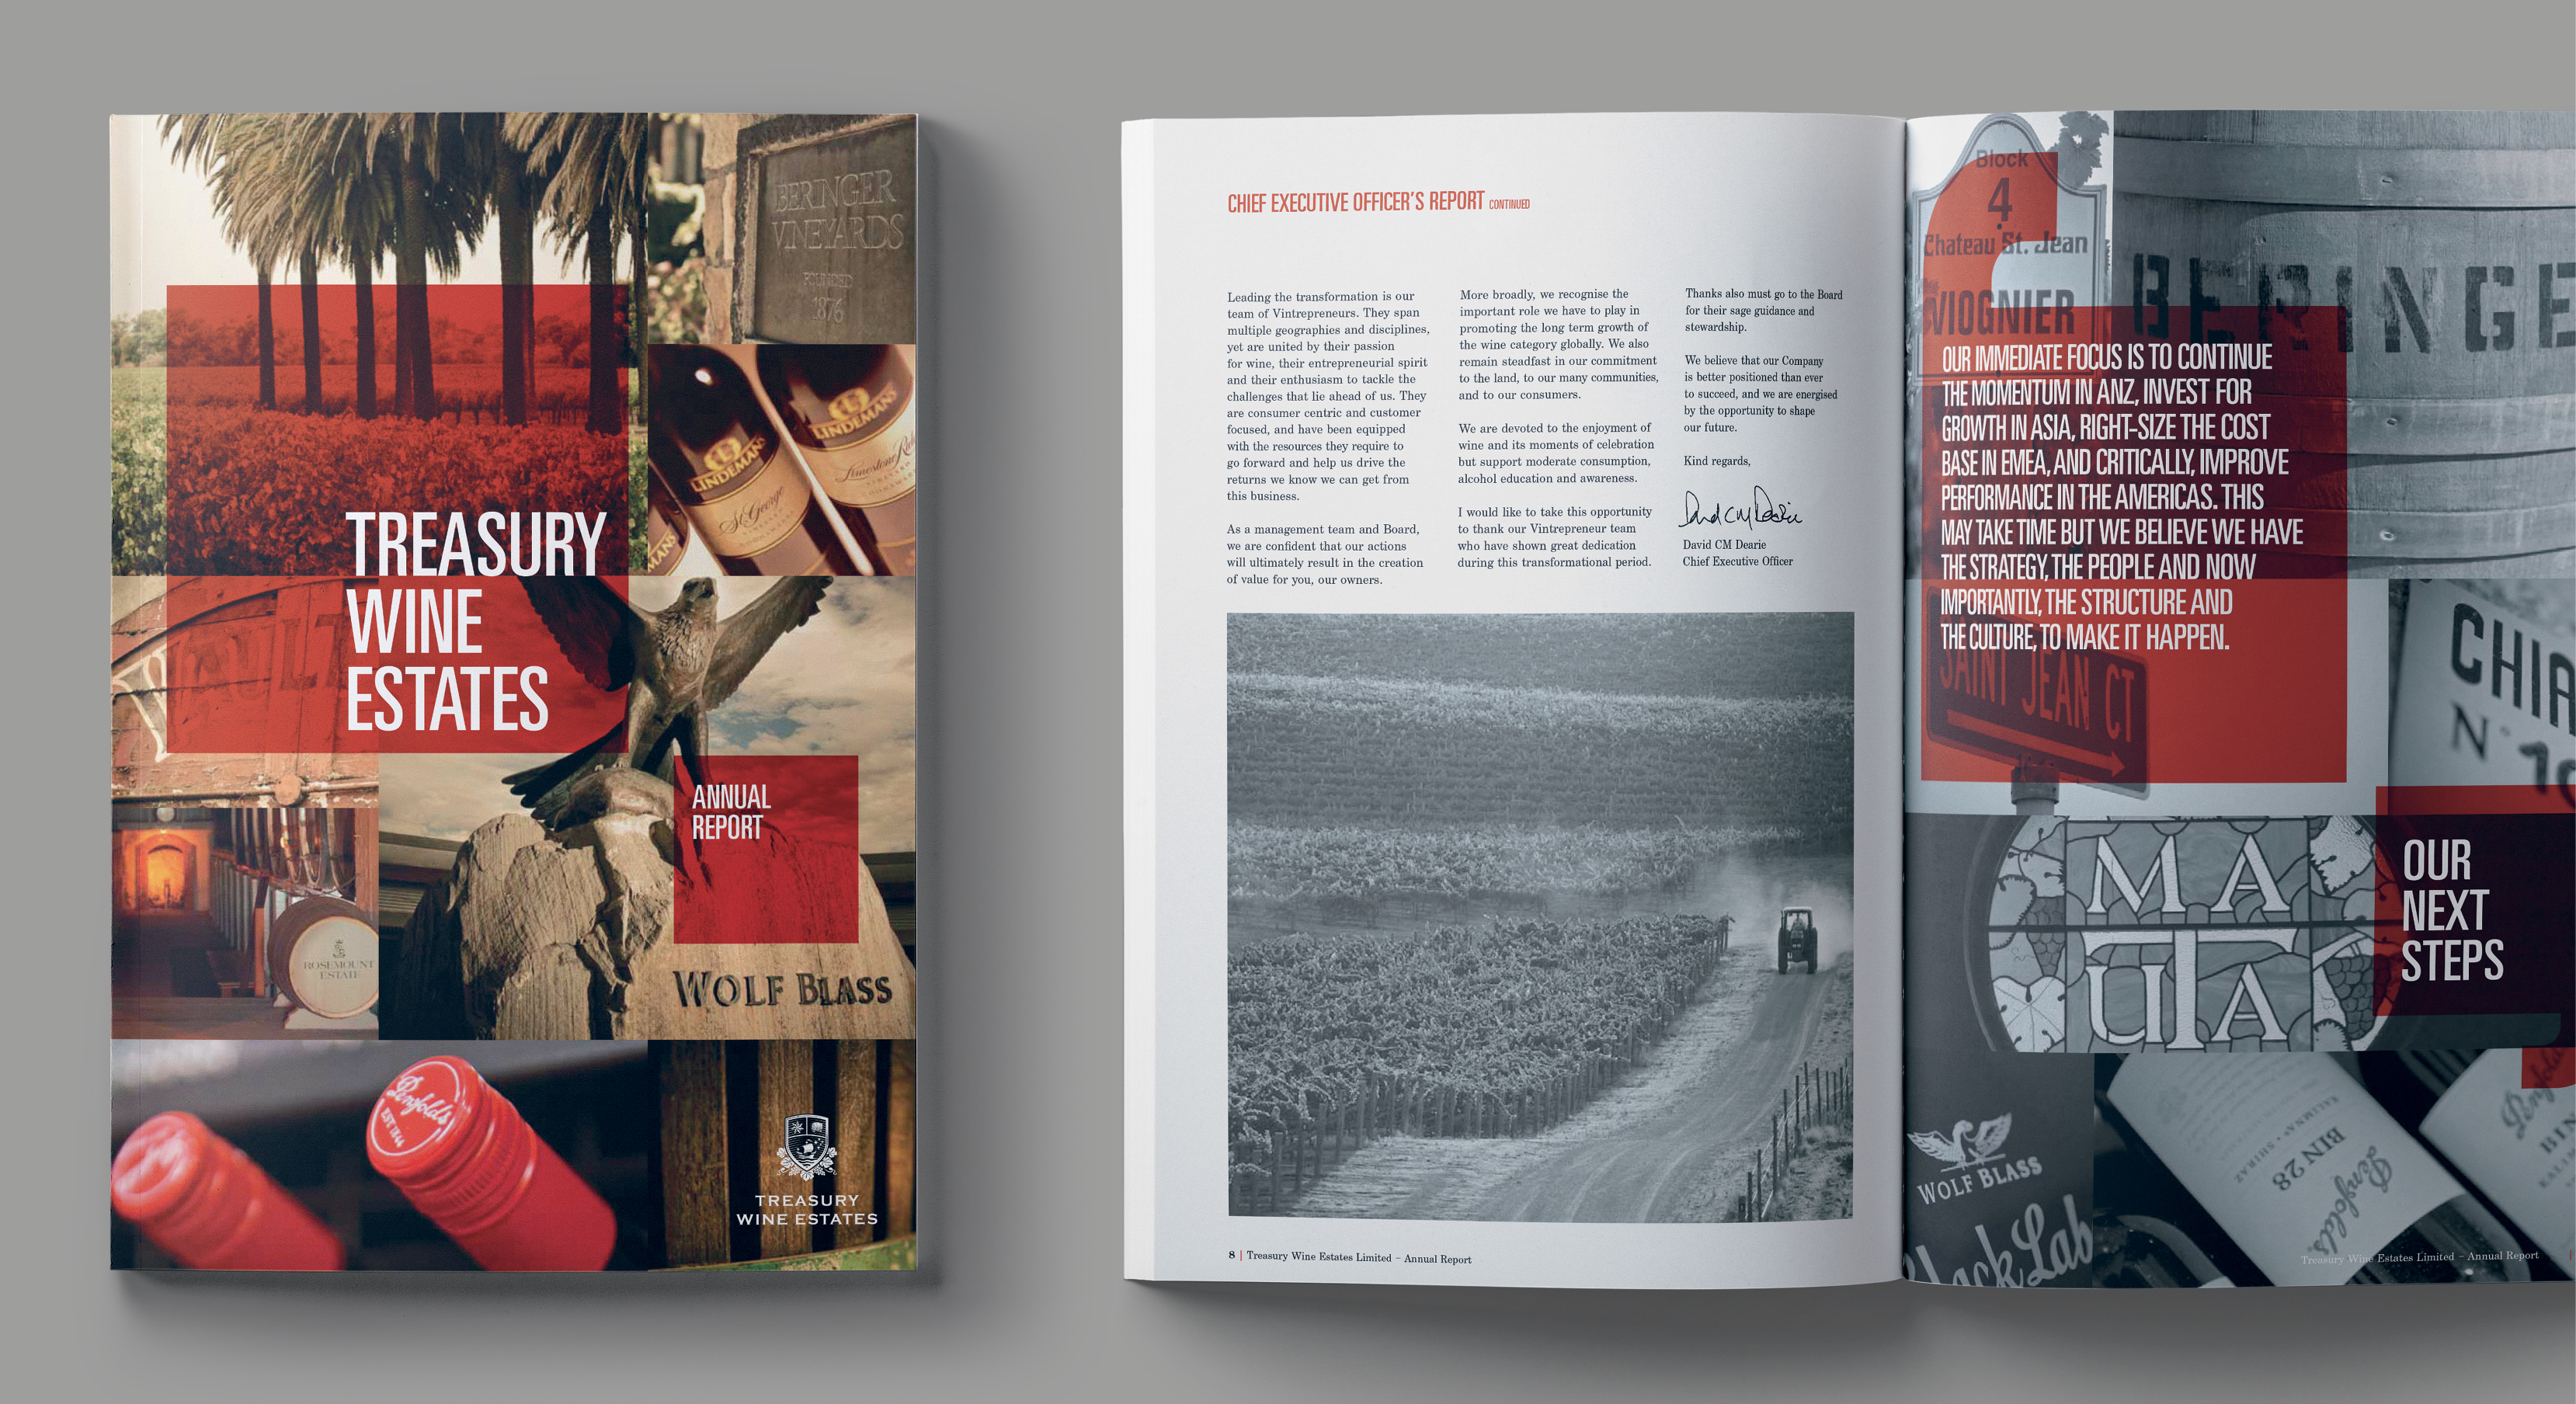 BERINGER
VINEYARDS
FOUNDED
1876
LINDEMANS
St George
LINDEMANS
Limestone
TREASURY
WINE
ESTATES
ANNUAL
REPORT
ROSEMOUNT
ESTATE
WOLF BLASS
Penfolds
EST 1844
TREASURY
WINE ESTATES
CHIEF EXECUTIVE OFFICER'S REPORT CONTINUED
Leading the transformation is our
team of Vintrepreneurs. They span
multiple geographies and disciplines,
yet are united by their passion
for wine, their entrepreneurial spirit
and their enthusiasm to tackle the
challenges that lie ahead of us. They
are consumer centric and customer
focused, and have been equipped
with the resources they require to
go forward and help us drive the
returns we know we can get from
this business.
As a management team and Board,
we are confident that our actions
will ultimately result in the creation
of value for you, our owners.
More broadly, we recognise the
important role we have to play in
promoting the long term growth of
the wine category globally. We also
remain steadfast in our commitment
to the land, to our many communities,
and to our consumers.
We are devoted to the enjoyment of
wine and its moments of celebration
but support moderate consumption,
alcohol education and awareness.
I would like to take this opportunity
to thank our Vintrepreneur team
who have shown great dedication
during this transformational period.
Thanks also must go to the Board
for their sage guidance and
stewardship.
We believe that our Company
is better positioned than ever
to succeed, and we are energised
by the opportunity to shape
our future.
Kind regards,
David CM Dearie
David CM Dearie
Chief Executive Officer
8 | Treasury Wine Estates Limited – Annual Report
Block
4
Chateau St. Jean
VIOGNIER
BERINGE
OUR IMMEDIATE FOCUS IS TO CONTINUE
THE MOMENTUM IN ANZ, INVEST FOR
GROWTH IN ASIA, RIGHT-SIZE THE COST
BASE IN EMEA, AND CRITICALLY, IMPROVE
PERFORMANCE IN THE AMERICAS. THIS
MAY TAKE TIME BUT WE BELIEVE WE HAVE
THE STRATEGY, THE PEOPLE AND NOW
IMPORTANTLY, THE STRUCTURE AND
THE CULTURE, TO MAKE IT HAPPEN.
SAINT JEAN CT
CHIA
MA
UA
OUR
NEXT
STEPS
WOLF BLASS
Black Lab
KALIMNA • SHIRAZ
BIN 28
Penfolds
Treasury Wine Estates Limited – Annual Report